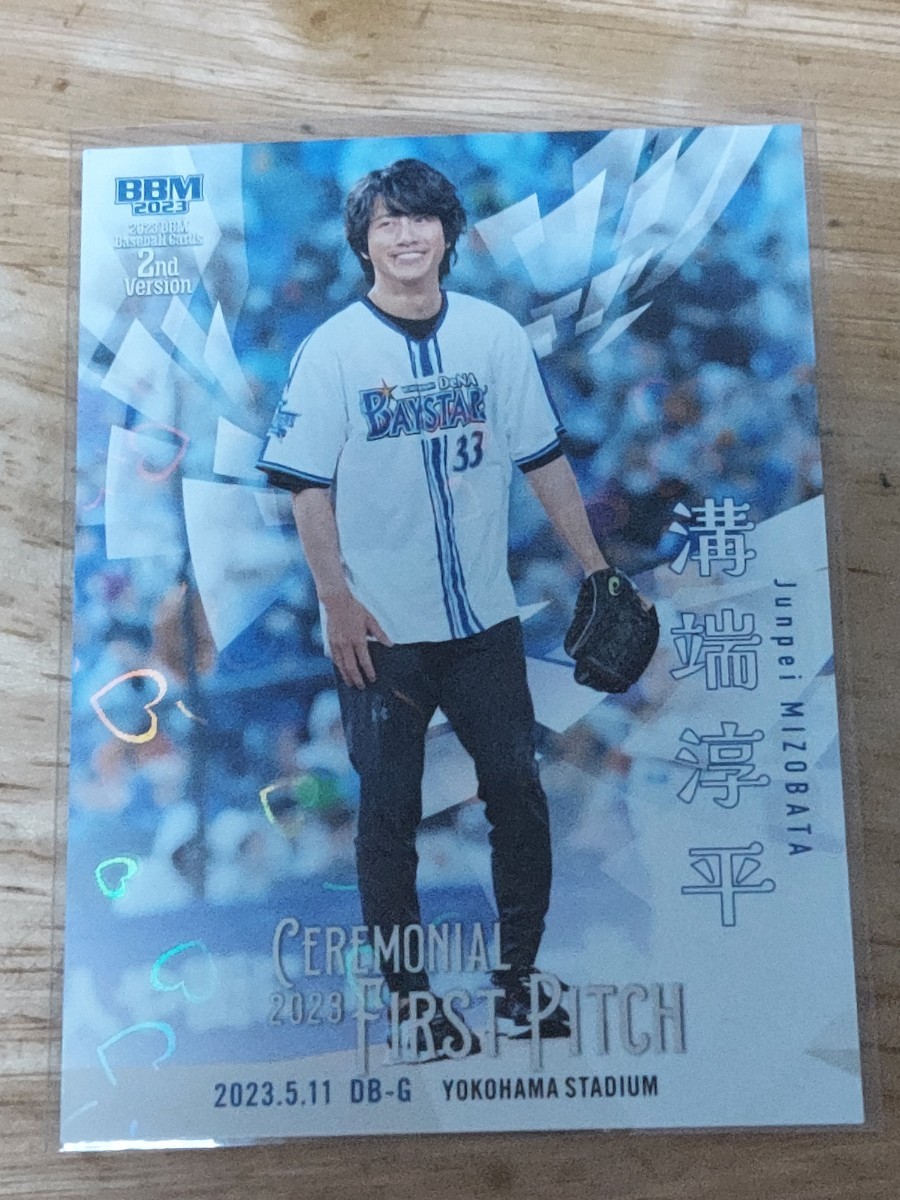 BBM
2023
2023 BBM
Baseball Cards
2nd
Version
DeNA
BAYSTARS
33
溝端淳平
Junpei MIZOBATA
CEREMONIAL
2023 FIRST PITCH
2023.5.11 DB-G YOKOHAMA STADIUM